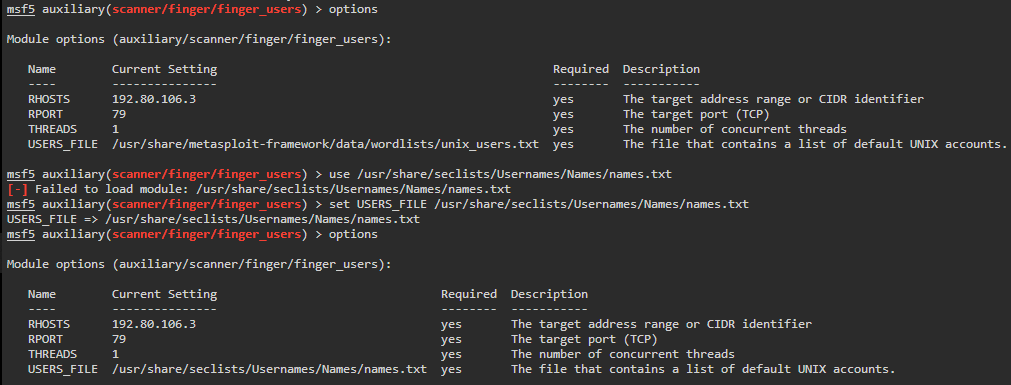 msf5 auxiliary(scanner/finger/finger_users) > options
Module options (auxiliary/scanner/finger/finger_users):
Name Current Setting Required Description
---- --------------- -------- -----------
RHOSTS 192.80.106.3 yes The target address range or CIDR identifier
RPORT 79 yes The target port (TCP)
THREADS 1 yes The number of concurrent threads
USERS_FILE /usr/share/metasploit-framework/data/wordlists/unix_users.txt yes The file that contains a list of default UNIX accounts.
msf5 auxiliary(scanner/finger/finger_users) > use /usr/share/seclists/Usernames/Names/names.txt
[-] Failed to load module: /usr/share/seclists/Usernames/Names/names.txt
msf5 auxiliary(scanner/finger/finger_users) > set USERS_FILE /usr/share/seclists/Usernames/Names/names.txt
USERS_FILE => /usr/share/seclists/Usernames/Names/names.txt
msf5 auxiliary(scanner/finger/finger_users) > options
Module options (auxiliary/scanner/finger/finger_users):
Name Current Setting Required Description
---- --------------- -------- -----------
RHOSTS 192.80.106.3 yes The target address range or CIDR identifier
RPORT 79 yes The target port (TCP)
THREADS 1 yes The number of concurrent threads
USERS_FILE /usr/share/seclists/Usernames/Names/names.txt yes The file that contains a list of default UNIX accounts.